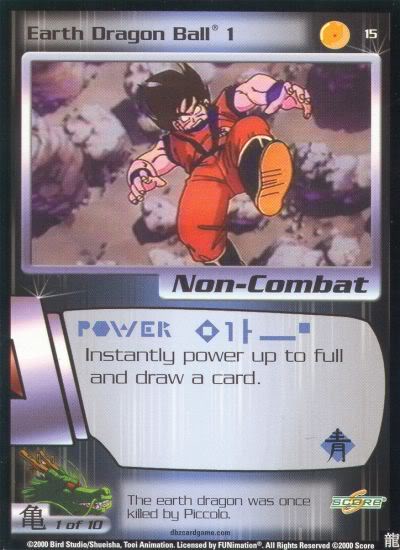 Earth Dragon Ball® 1
15
Non-Combat
POWER
Instantly power up to full
and draw a card.
青
The earth dragon was once
killed by Piccolo.
SCORE
亀 1 of 10
dbzcardgame.com
龍
©2000 Bird Studio/Shueisha, Toei Animation. Licensed by FUNimation®. All Rights Reserved ©2000 Score